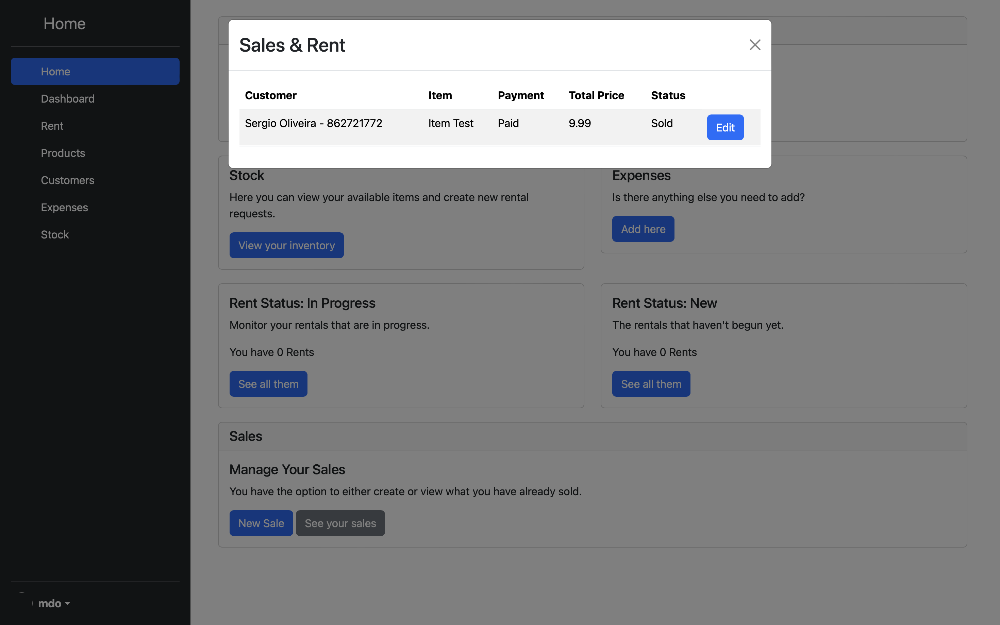 Home
Home
Dashboard
Rent
Products
Customers
Expenses
Stock
mdo
Sales & Rent
Customer Item Payment Total Price Status
Sergio Oliveira - 862721772 Item Test Paid 9.99 Sold Edit
Stock
Here you can view your available items and create new rental
requests.
View your inventory
Expenses
Is there anything else you need to add?
Add here
Rent Status: In Progress
Monitor your rentals that are in progress.
You have 0 Rents
See all them
Rent Status: New
The rentals that haven't begun yet.
You have 0 Rents
See all them
Sales
Manage Your Sales
You have the option to either create or view what you have already sold.
New Sale See your sales